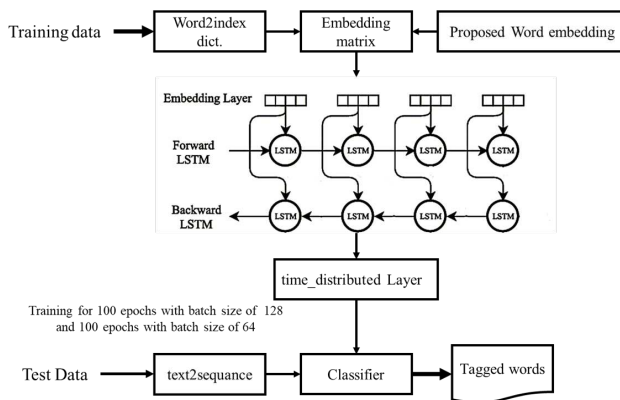 Training data
Word2index
dict.
Embedding
matrix
Proposed Word embedding
Embedding Layer
Forward
LSTM
LSTM
LSTM
LSTM
LSTM
Backward
LSTM
LSTM
LSTM
LSTM
LSTM
time_distributed Layer
Training for 100 epochs with batch size of 128
and 100 epochs with batch size of 64
Test Data
text2sequance
Classifier
Tagged words